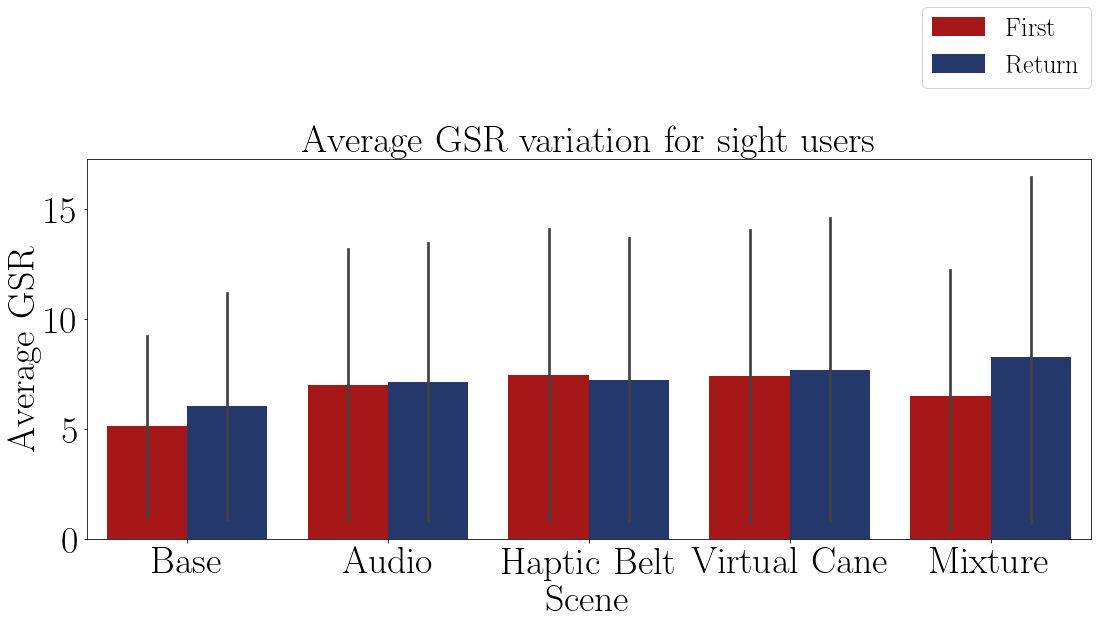 First
Return
Average GSR variation for sight users
Average GSR
15
10
5
0
Base Audio Haptic Belt Virtual Cane Mixture
Scene